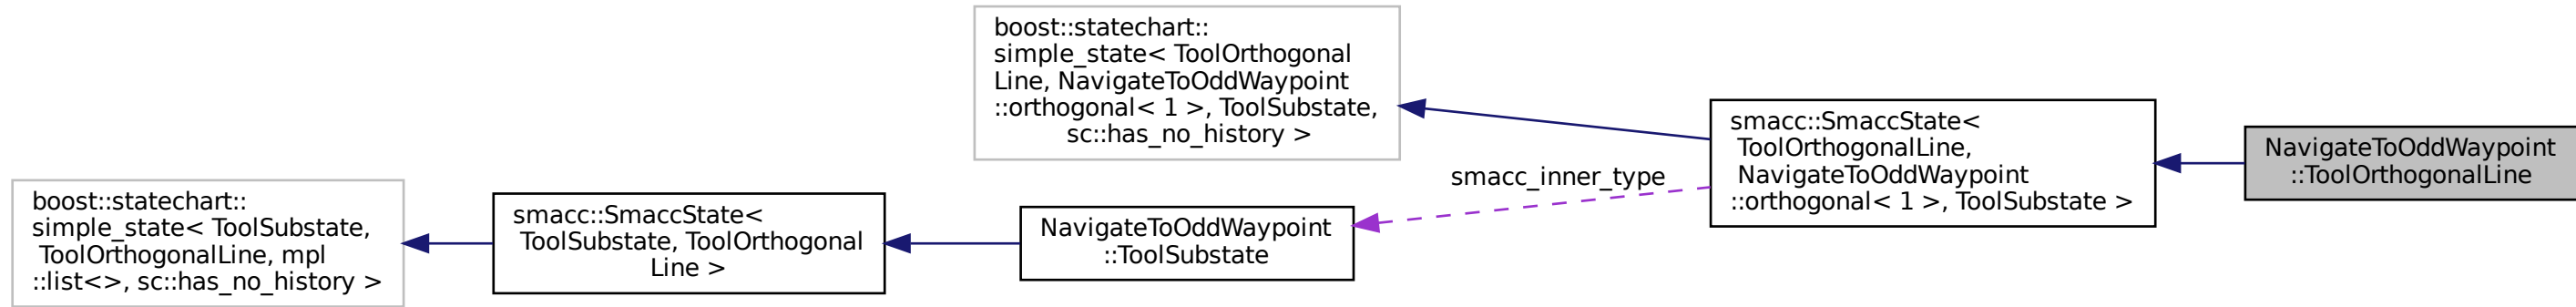 boost::statechart::
simple_state< ToolOrthogonal
Line, NavigateToOddWaypoint
::orthogonal< 1 >, ToolSubstate,
sc::has_no_history >
smacc::SmaccState<
ToolOrthogonalLine,
NavigateToOddWaypoint
::orthogonal< 1 >, ToolSubstate >
NavigateToOddWaypoint
::ToolOrthogonalLine
smacc_inner_type
boost::statechart::
simple_state< ToolSubstate,
ToolOrthogonalLine, mpl
::list<>, sc::has_no_history >
smacc::SmaccState<
ToolSubstate, ToolOrthogonal
Line >
NavigateToOddWaypoint
::ToolSubstate